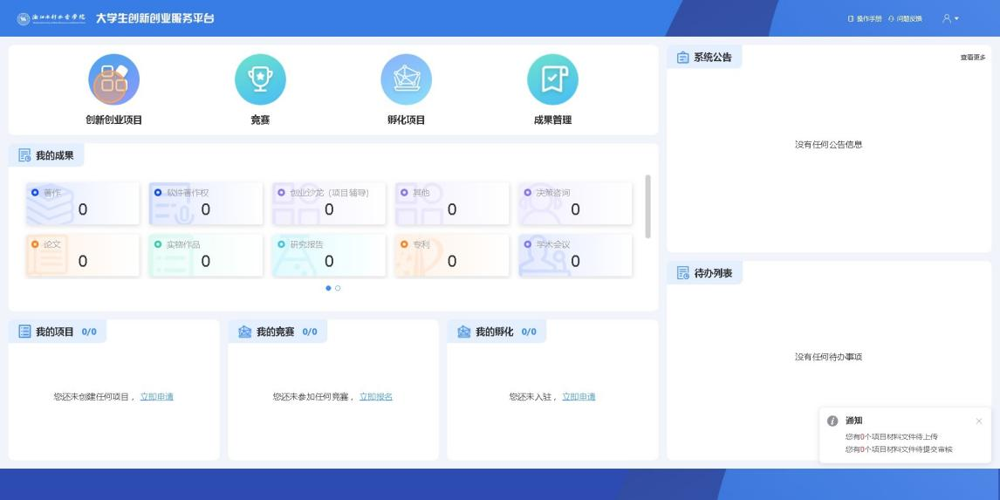 浙江水利水电学院 大学生创新创业服务平台
操作手册 问题反馈
创新创业项目 竞赛 孵化项目 成果管理
我的成果
著作 软件著作权 创业沙龙（项目辅导) 其他 决策咨询
0 0 0 0 0
论文 实物作品 研究报告 专利 学术会议
0 0 0 0 0
我的项目 0/0
您还未创建任何项目， 立即申请
我的竞赛 0/0
您还未参加任何竞赛， 立即报名
我的孵化 0/0
您还未入驻， 立即申请
系统公告
查看更多
没有任何公告信息
待办列表
没有任何待办事项
通知
您有0个项目材料文件待上传
您有0个项目材料文件待提交审核